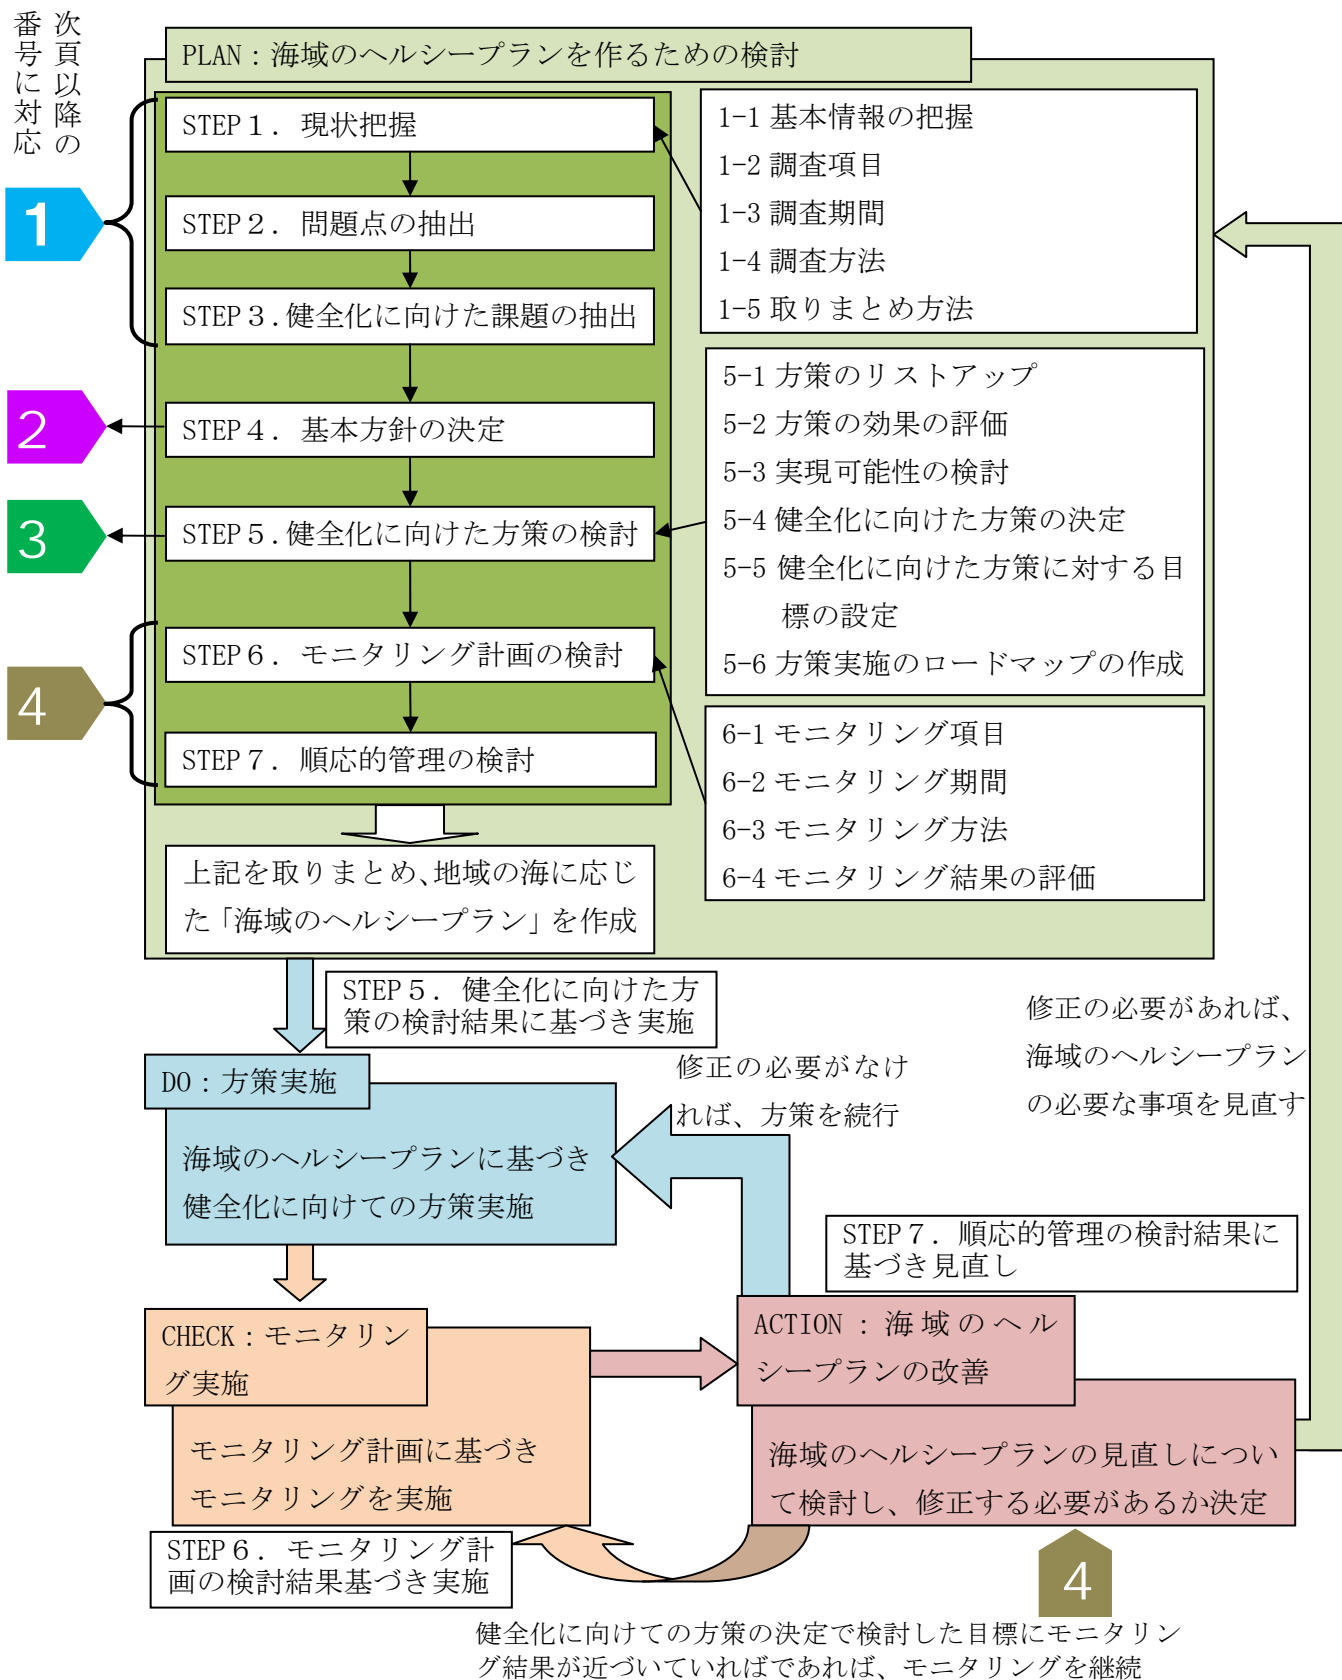 次頁以降の
番号に対応
PLAN：海域のヘルシープランを作るための検討
STEP１．現状把握
STEP２．問題点の抽出
STEP３.健全化に向けた課題の抽出
STEP４．基本方針の決定
STEP５.健全化に向けた方策の検討
STEP６．モニタリング計画の検討
STEP７．順応的管理の検討
1
2
3
4
1-1 基本情報の把握
1-2 調査項目
1-3 調査期間
1-4 調査方法
1-5 取りまとめ方法
5-1 方策のリストアップ
5-2 方策の効果の評価
5-3 実現可能性の検討
5-4 健全化に向けた方策の決定
5-5 健全化に向けた方策に対する目
標の設定
5-6 方策実施のロードマップの作成
6-1 モニタリング項目
6-2 モニタリング期間
6-3 モニタリング方法
6-4 モニタリング結果の評価
上記を取りまとめ、地域の海に応じ
た「海域のヘルシープラン」を作成
STEP５．健全化に向けた方
策の検討結果に基づき実施
修正の必要があれば、
海域のヘルシープラン
の必要な事項を見直す
修正の必要がなけ
れば、方策を続行
DO：方策実施
海域のヘルシープランに基づき
健全化に向けての方策実施
STEP７．順応的管理の検討結果に
基づき見直し
CHECK：モニタリン
グ実施
モニタリング計画に基づき
モニタリングを実施
ACTION：海域のヘル
シープランの改善
海域のヘルシープランの見直しについ
て検討し、修正する必要があるか決定
STEP６．モニタリング計
画の検討結果基づき実施
4
健全化に向けての方策の決定で検討した目標にモニタリン
グ結果が近づいていればであれば、モニタリングを継続